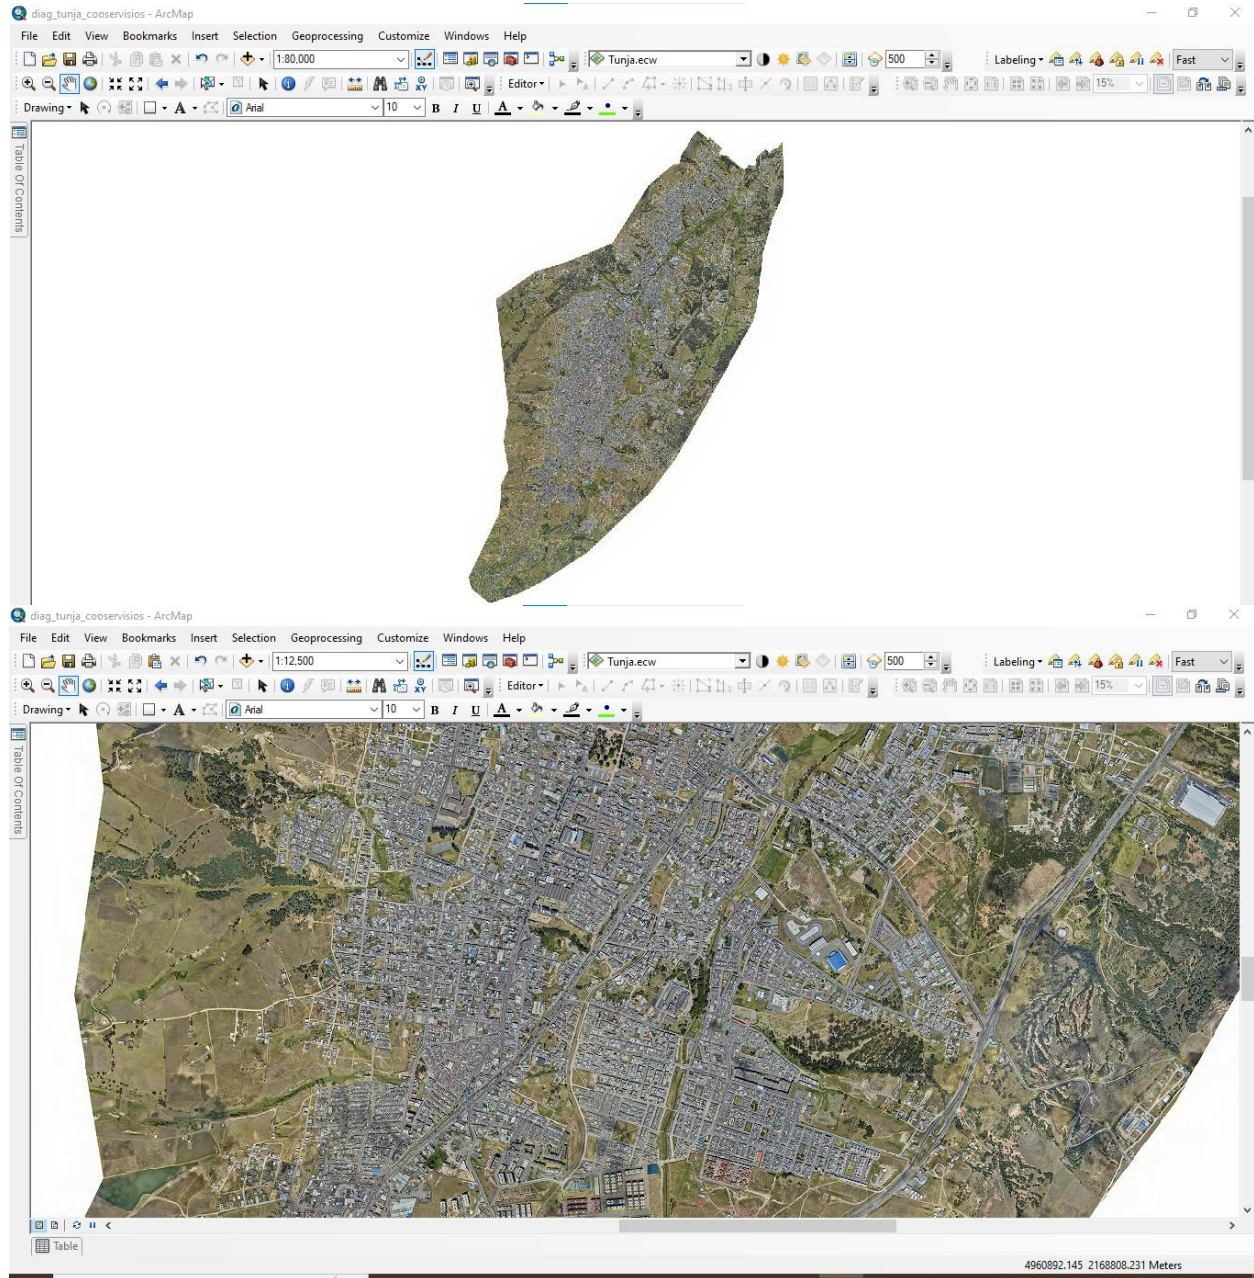 diag_tunja_cooservisios - ArcMap
File Edit View Bookmarks Insert Selection Geoprocessing Customize Windows Help
1:80,000 Tunja.ecw 500 Labeling Fast
Editor 15%
Drawing A Arial 10 B I U A
Table Of Contents
diag_tunja_cooservisios - ArcMap
File Edit View Bookmarks Insert Selection Geoprocessing Customize Windows Help
1:12,500 Tunja.ecw 500 Labeling Fast
Editor 15%
Drawing A Arial 10 B I U A
Table Of Contents
Table
4960892.145 2168808.231 Meters